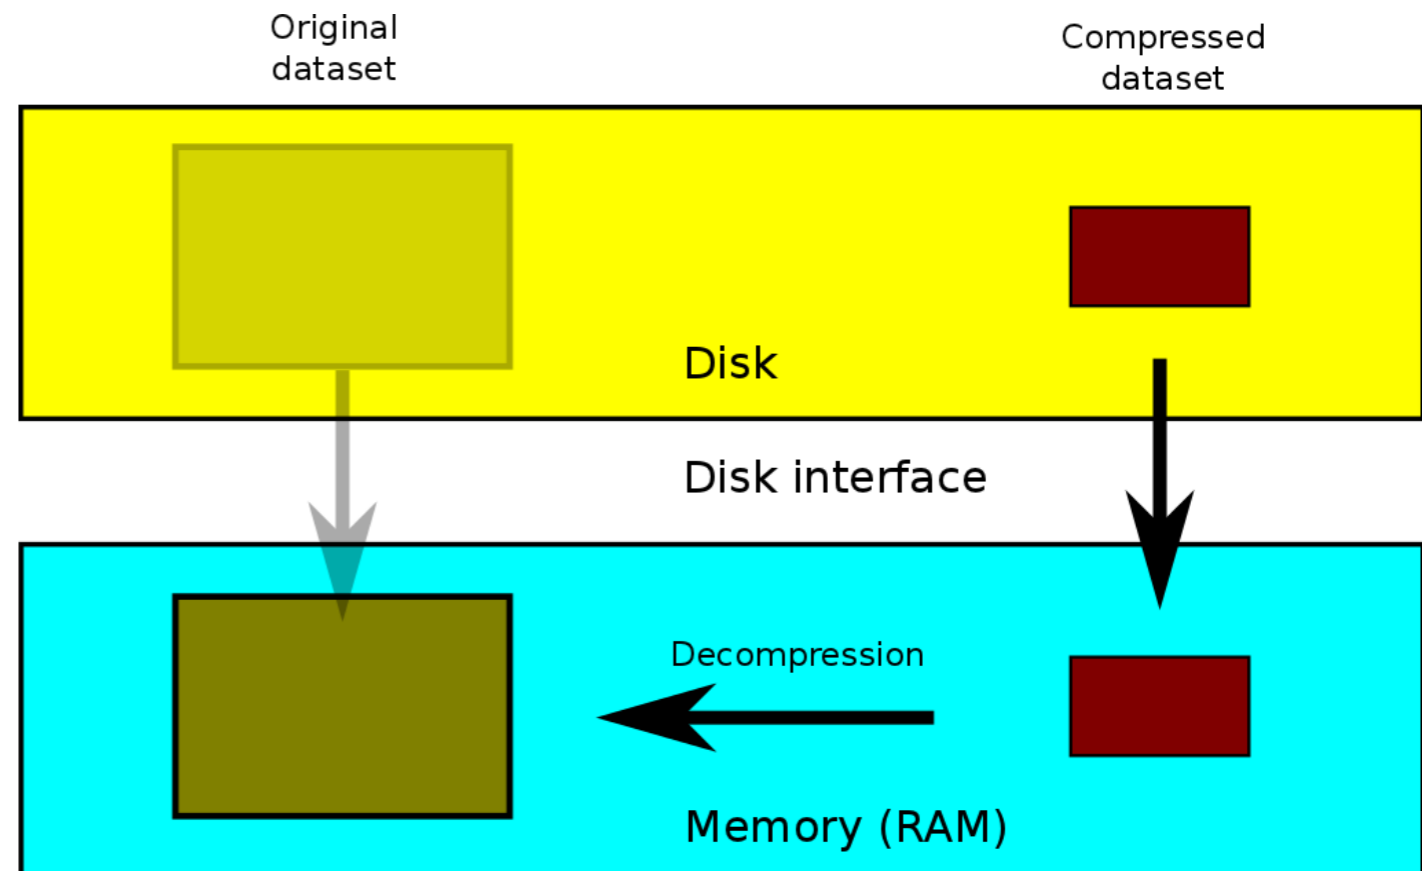 Original
dataset
Compressed
dataset
Disk
Disk interface
Decompression
Memory (RAM)